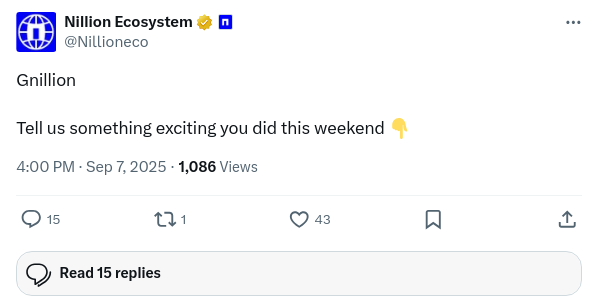 Nillion Ecosystem
@Nillioneco
Gnillion
Tell us something exciting you did this weekend 👇
4:00 PM · Sep 7, 2025 · 1,086 Views
15 1 43
Read 15 replies